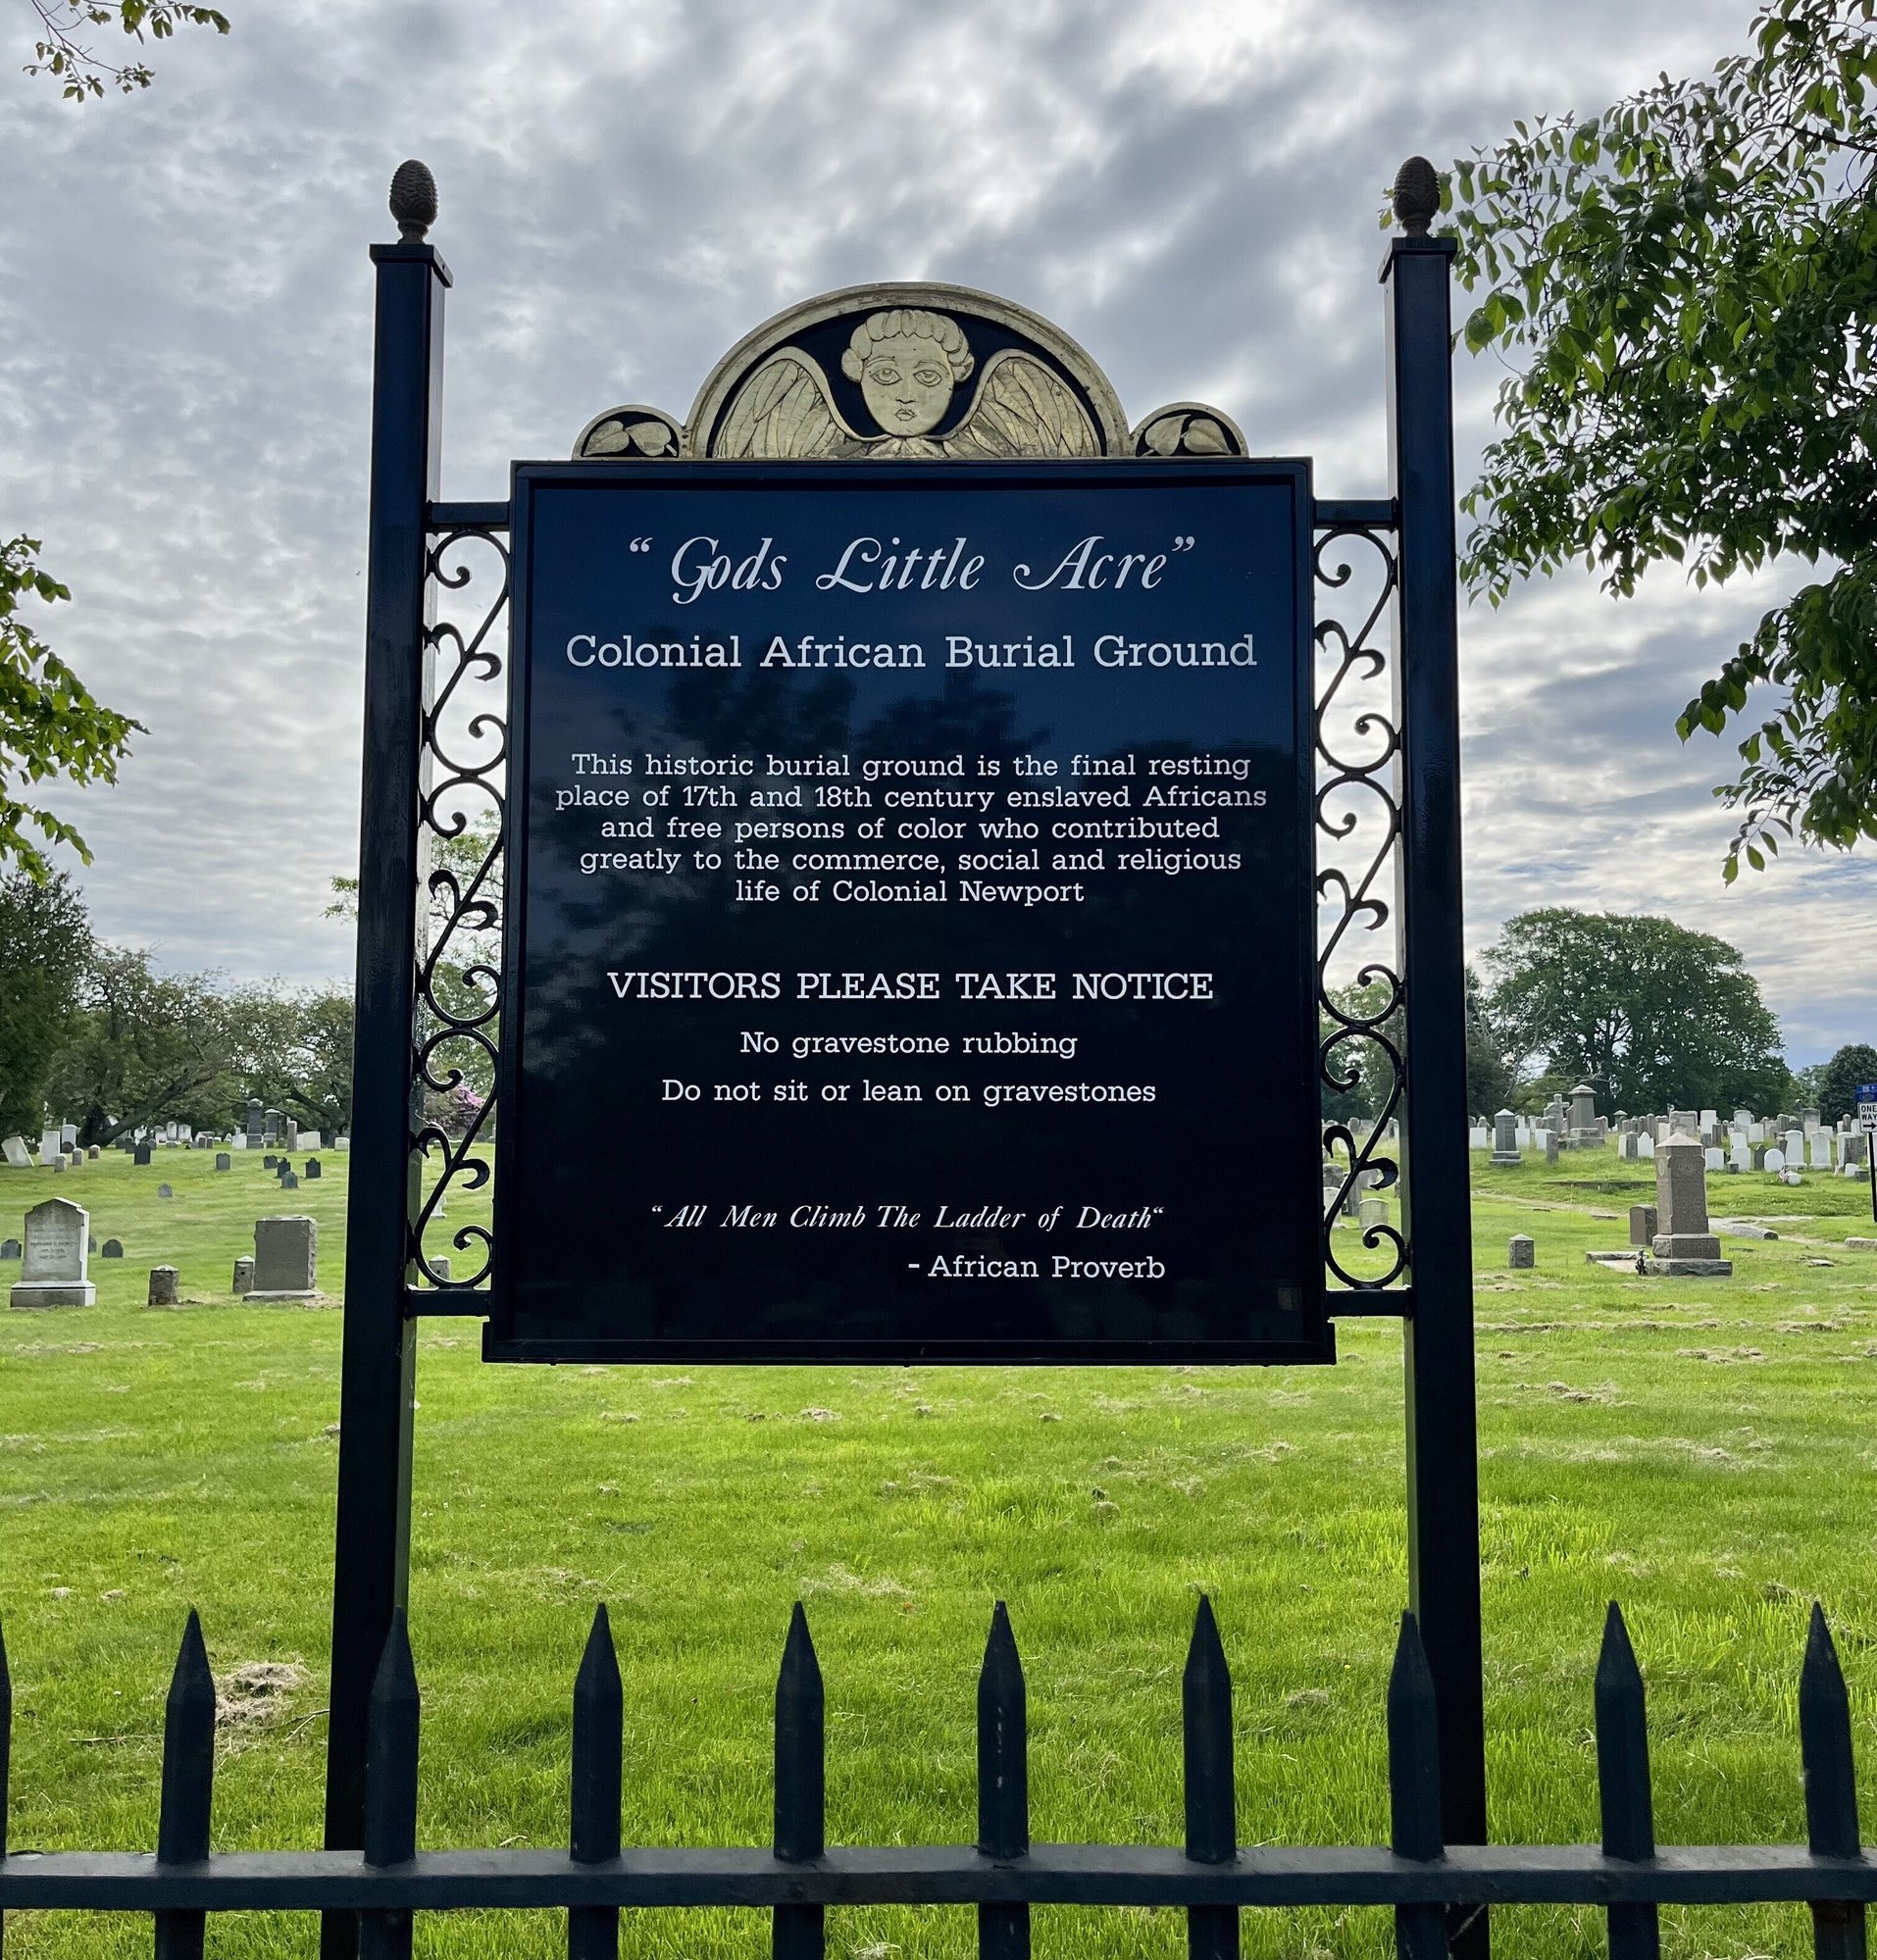 “ Gods Little Acre”
Colonial African Burial Ground
This historic burial ground is the final resting
place of 17th and 18th century enslaved Africans
and free persons of color who contributed
greatly to the commerce, social and religious
life of Colonial Newport
VISITORS PLEASE TAKE NOTICE
No gravestone rubbing
Do not sit or lean on gravestones
“All Men Climb The Ladder of Death“
- African Proverb
ONE
WAY